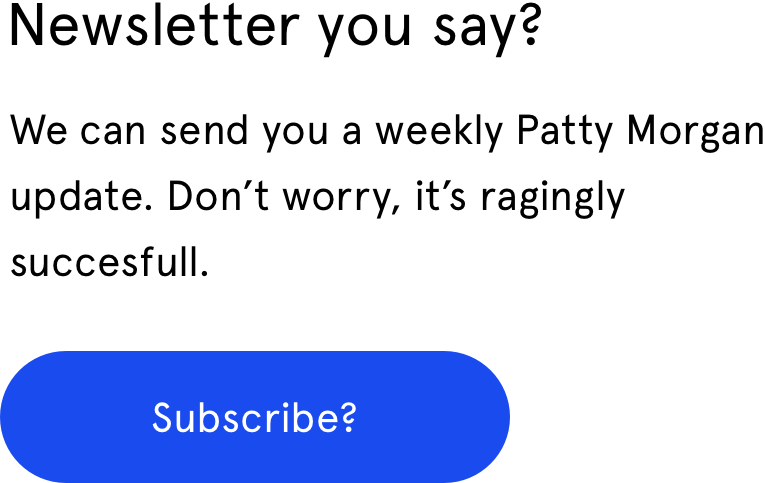 Newsletter you say?
We can send you a weekly Patty Morgan
update. Don’t worry, it’s ragingly
succesfull.
Subscribe?